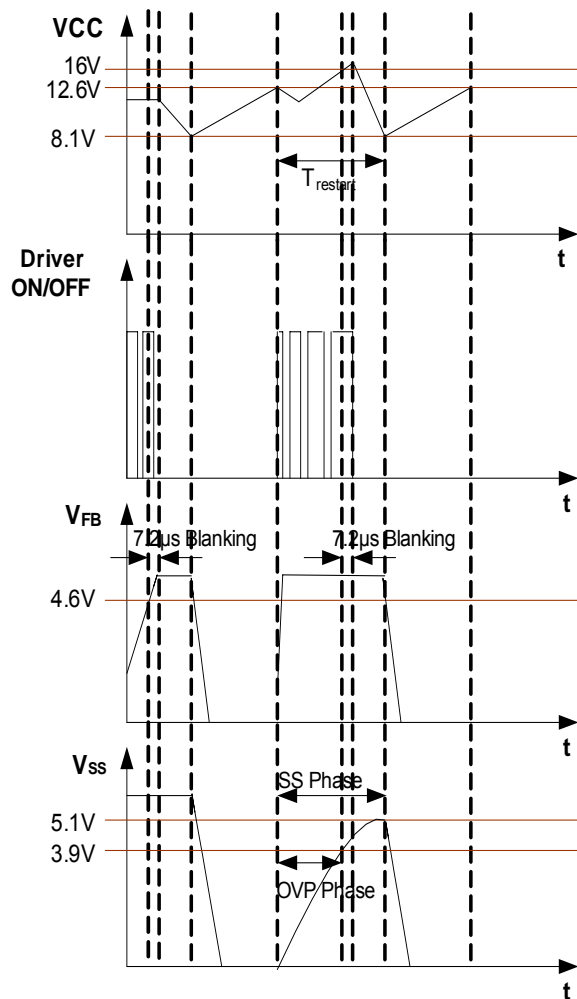 VCC
16V
12.6V
8.1V
Trestart
t
Driver
ON/OFF
t
VFB
7.2µs Blanking
7.2µs Blanking
4.6V
t
VSS
SS Phase
5.1V
3.9V
OVP Phase
t